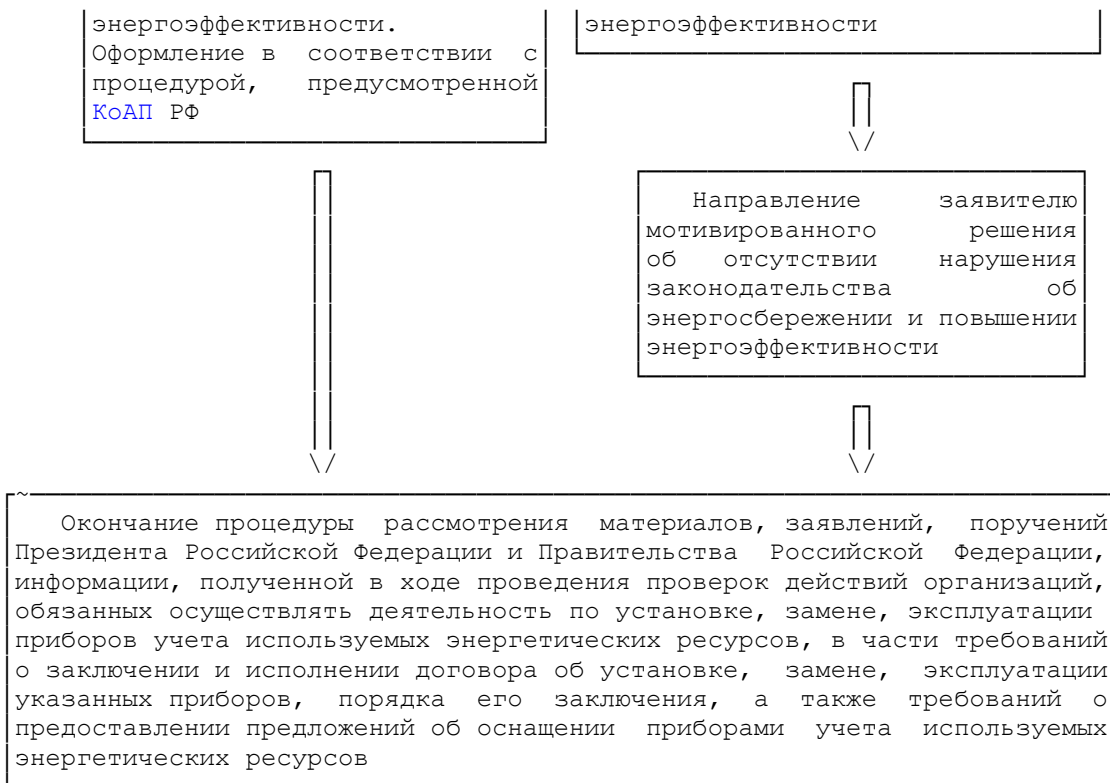 энергоэффективности.
Оформление в соответствии с
процедурой, предусмотренной
КоАП РФ
энергоэффективности
Направление заявителю
мотивированного решения
об отсутствии нарушения
законодательства об
энергосбережении и повышении
энергоэффективности
Окончание процедуры рассмотрения материалов, заявлений, поручений
Президента Российской Федерации и Правительства Российской Федерации,
информации, полученной в ходе проведения проверок действий организаций,
обязанных осуществлять деятельность по установке, замене, эксплуатации
приборов учета используемых энергетических ресурсов, в части требований
о заключении и исполнении договора об установке, замене, эксплуатации
указанных приборов, порядка его заключения, а также требований о
предоставлении предложений об оснащении приборами учета используемых
энергетических ресурсов